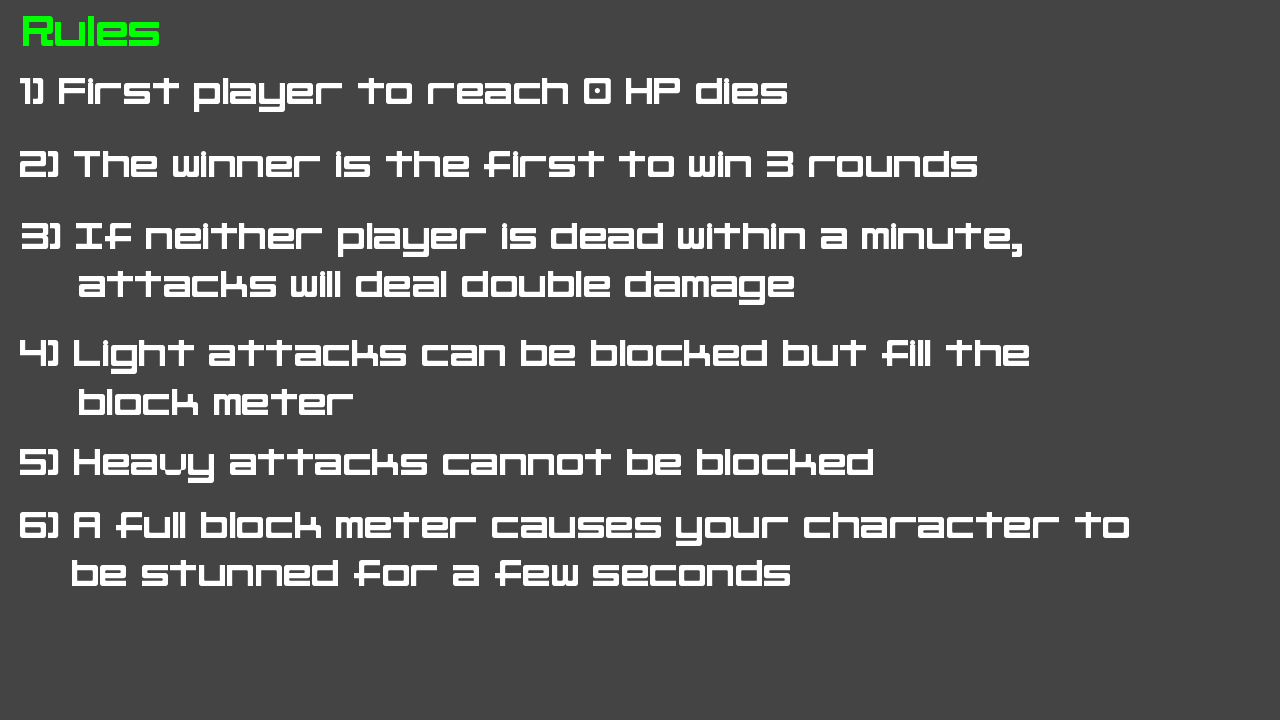 Rules
1) First player to reach 0 HP dies
2) The winner is the first to win 3 rounds
3) If neither player is dead within a minute,
attacks will deal double damage
4) Light attacks can be blocked but fill the
block meter
5) Heavy attacks cannot be blocked
6) A full block meter causes your character to
be stunned for a few seconds